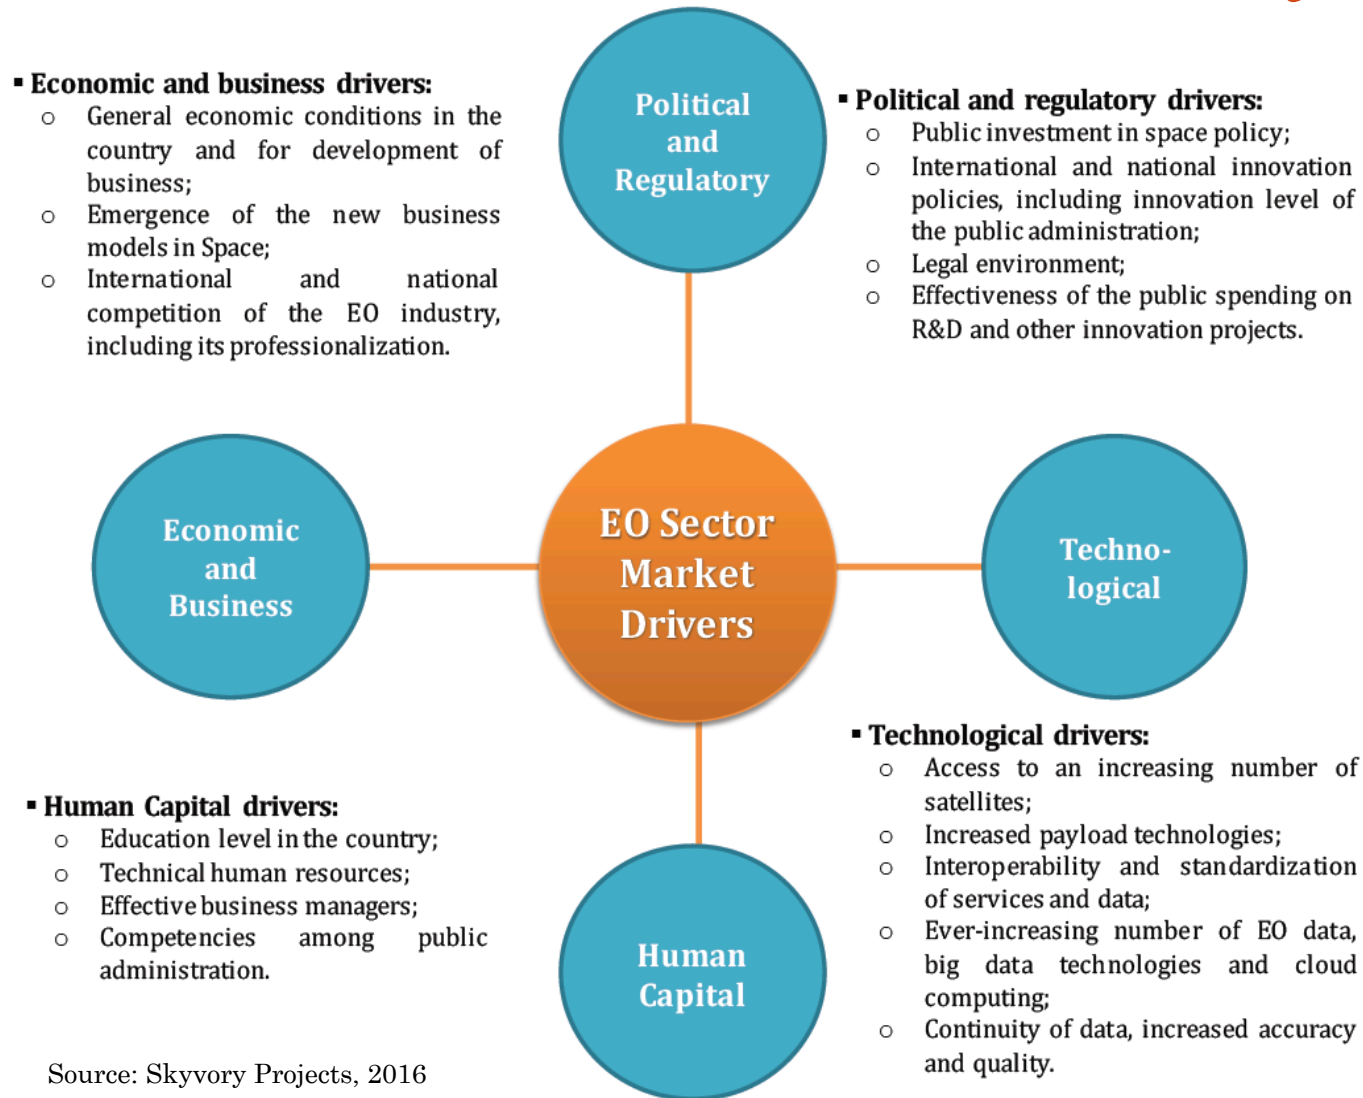 ▪ Economic and business drivers:
o General economic conditions in the
country and for development of
business;
o Emergence of the new business
models in Space;
o International and national
competition of the EO industry,
including its professionalization.
Political
and
Regulatory
▪ Political and regulatory drivers:
o Public investment in space policy;
o International and national innovation
policies, including innovation level of
the public administration;
o Legal environment;
o Effectiveness of the public spending on
R&D and other innovation projects.
Economic
and
Business
EO Sector
Market
Drivers
Techno-
logical
▪ Human Capital drivers:
o Education level in the country;
o Technical human resources;
o Effective business managers;
o Competencies among public
administration.
Human
Capital
▪ Technological drivers:
o Access to an increasing number of
satellites;
o Increased payload technologies;
o Interoperability and standardization
of services and data;
o Ever-increasing number of EO data,
big data technologies and cloud
computing;
o Continuity of data, increased accuracy
and quality.
Source: Skyvory Projects, 2016